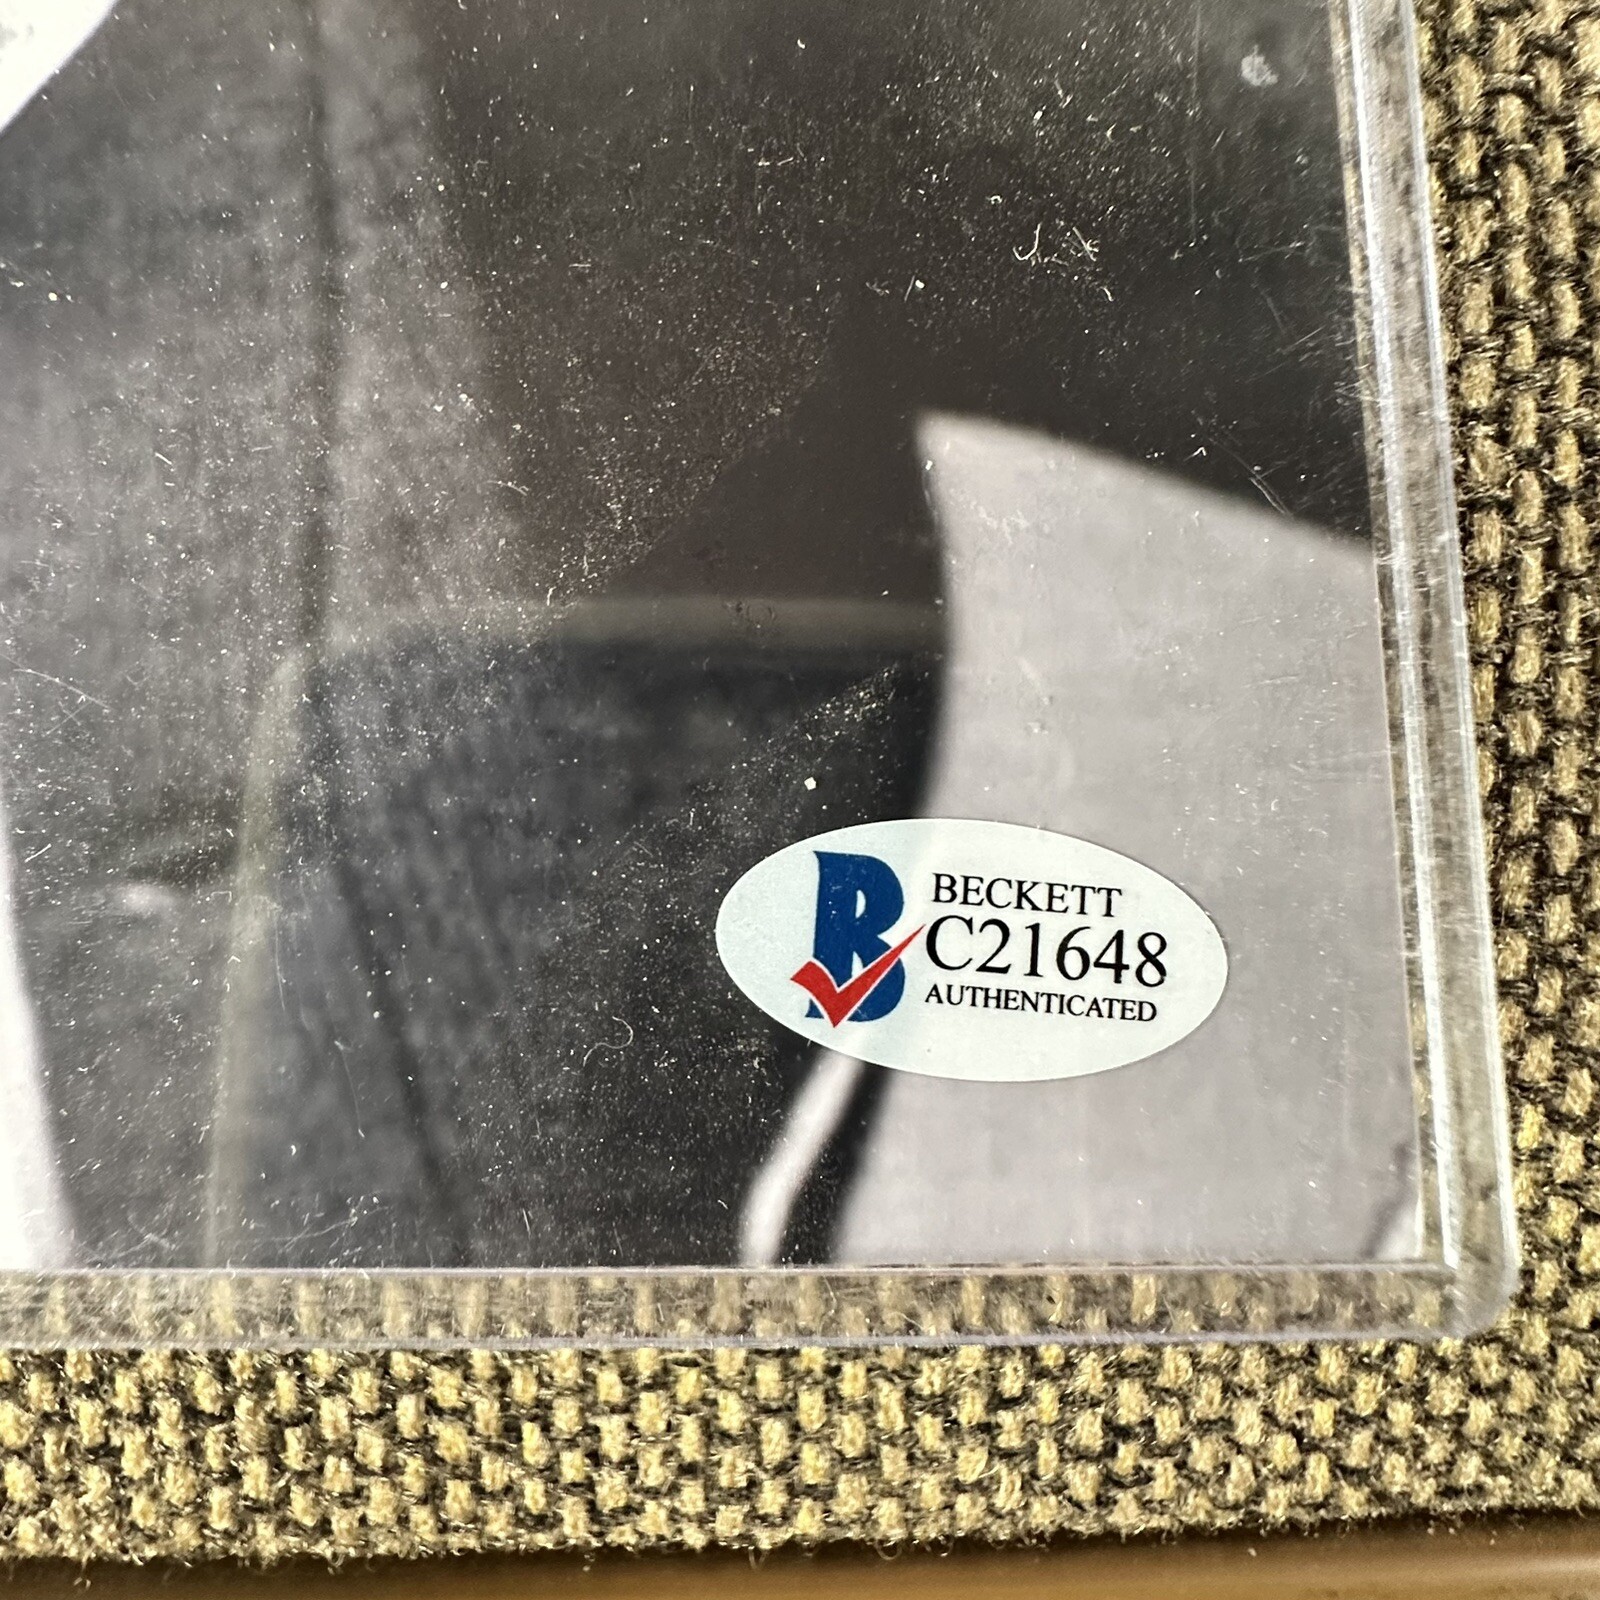 BECKETT
C21648
AUTHENTICATED